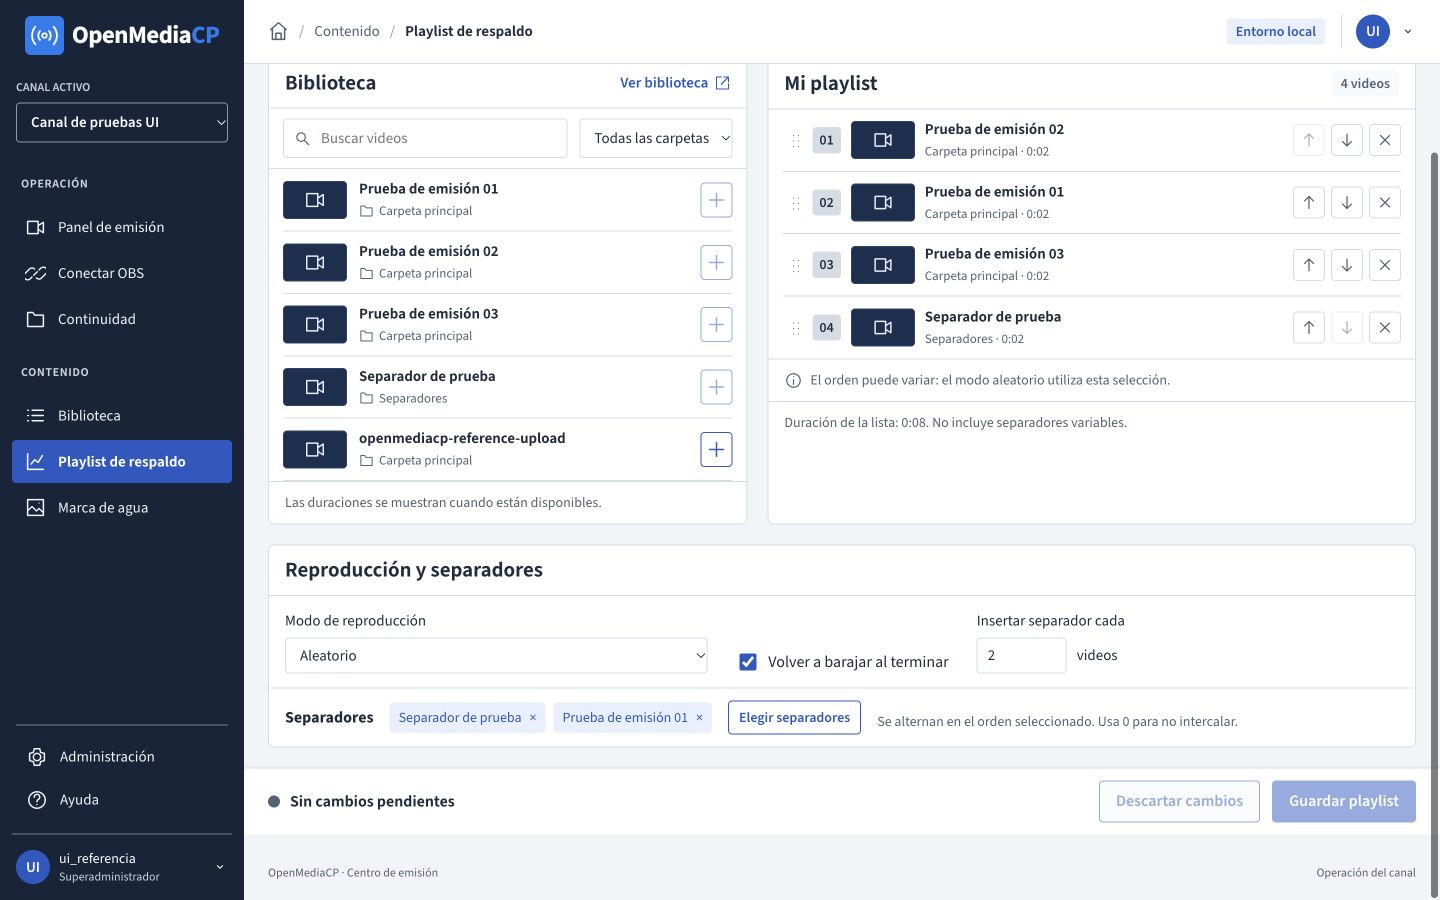 OpenMediaCP
CANAL ACTIVO
Canal de pruebas UI
OPERACIÓN
Panel de emisión
Conectar OBS
Continuidad
CONTENIDO
Biblioteca
Playlist de respaldo
Marca de agua
Administración
Ayuda
UI
ui_referencia
Superadministrador
/ Contenido / Playlist de respaldo
Entorno local
UI
Biblioteca
Ver biblioteca
Buscar videos
Todas las carpetas
Prueba de emisión 01
Carpeta principal
Prueba de emisión 02
Carpeta principal
Prueba de emisión 03
Carpeta principal
Separador de prueba
Separadores
openmediacp-reference-upload
Carpeta principal
Las duraciones se muestran cuando están disponibles.
Mi playlist
4 videos
01
Prueba de emisión 02
Carpeta principal · 0:02
02
Prueba de emisión 01
Carpeta principal · 0:02
03
Prueba de emisión 03
Carpeta principal · 0:02
04
Separador de prueba
Separadores · 0:02
El orden puede variar: el modo aleatorio utiliza esta selección.
Duración de la lista: 0:08. No incluye separadores variables.
Reproducción y separadores
Modo de reproducción
Aleatorio
Volver a barajar al terminar
Insertar separador cada
2 videos
Separadores
Separador de prueba ×
Prueba de emisión 01 ×
Elegir separadores
Se alternan en el orden seleccionado. Usa 0 para no intercalar.
Sin cambios pendientes
Descartar cambios
Guardar playlist
OpenMediaCP · Centro de emisión
Operación del canal